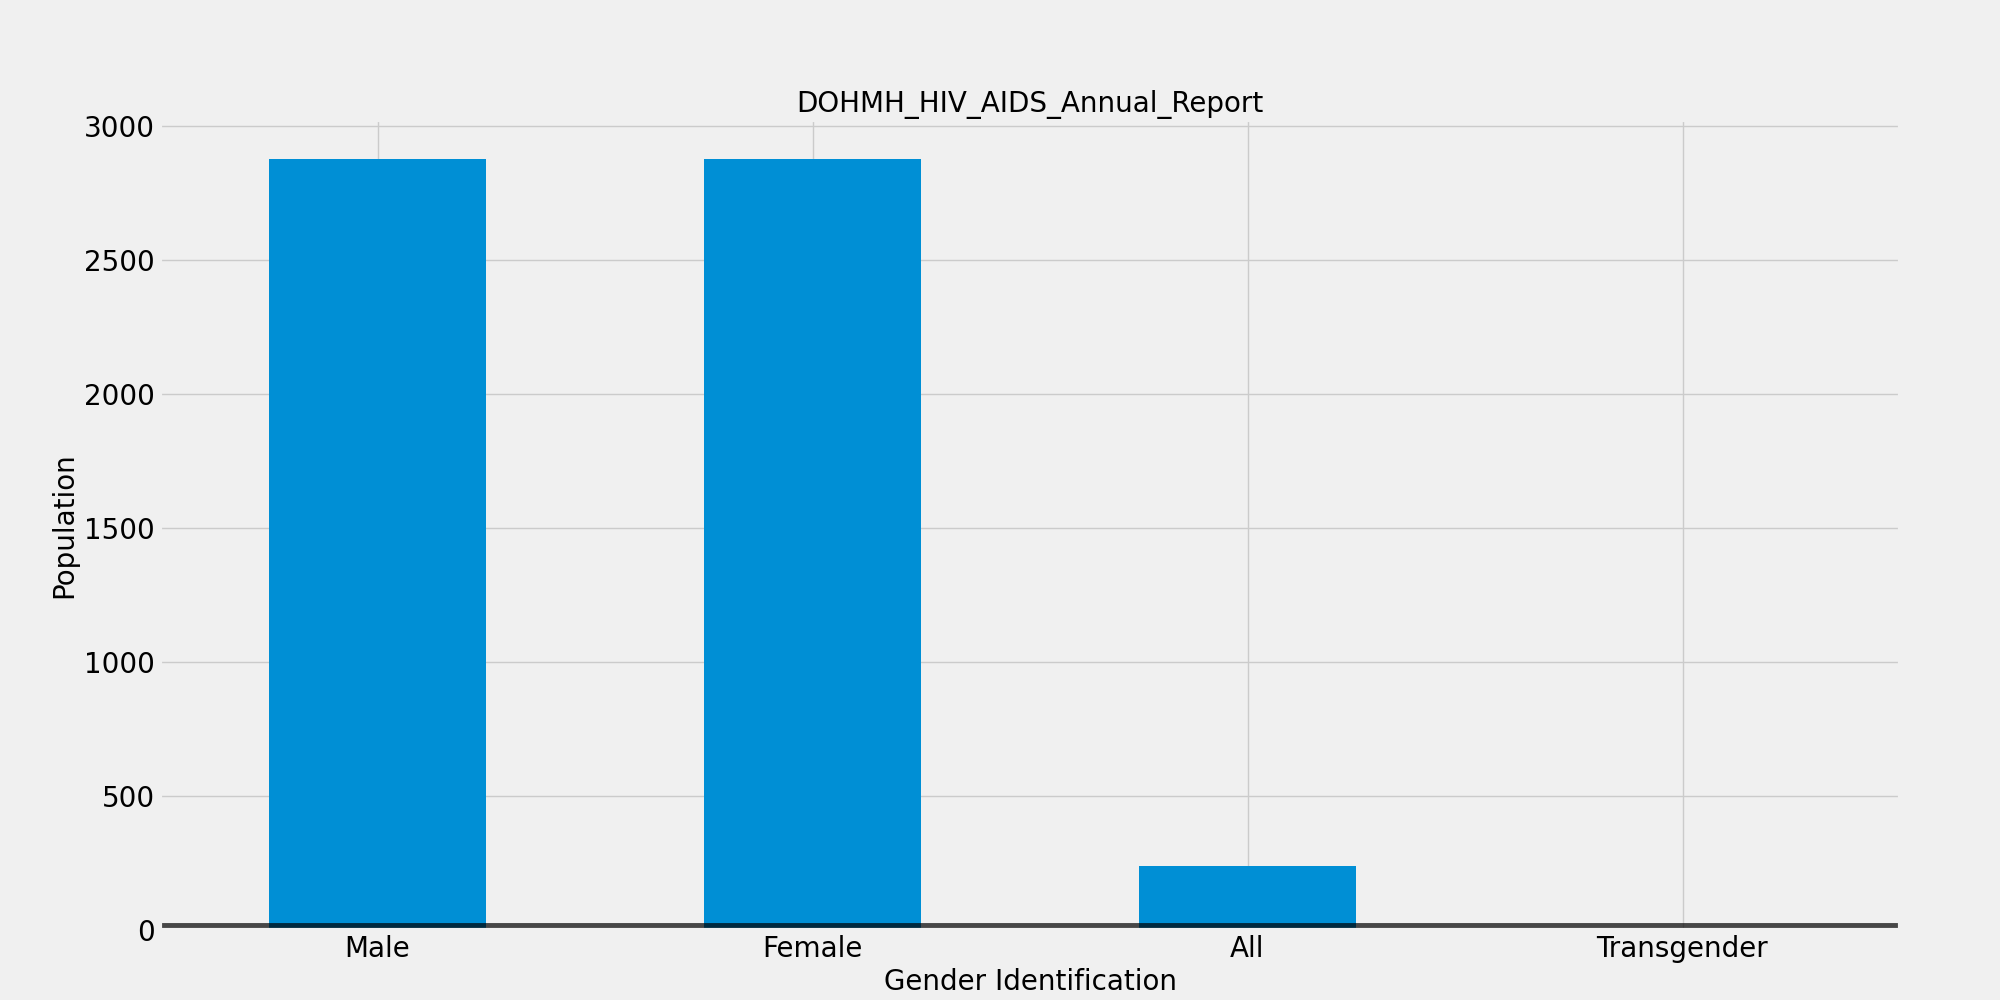 DOHMH_HIV_AIDS_Annual_Report
3000
2500
2000
1500
1000
500
0
Population
Male Female All Transgender
Gender Identification